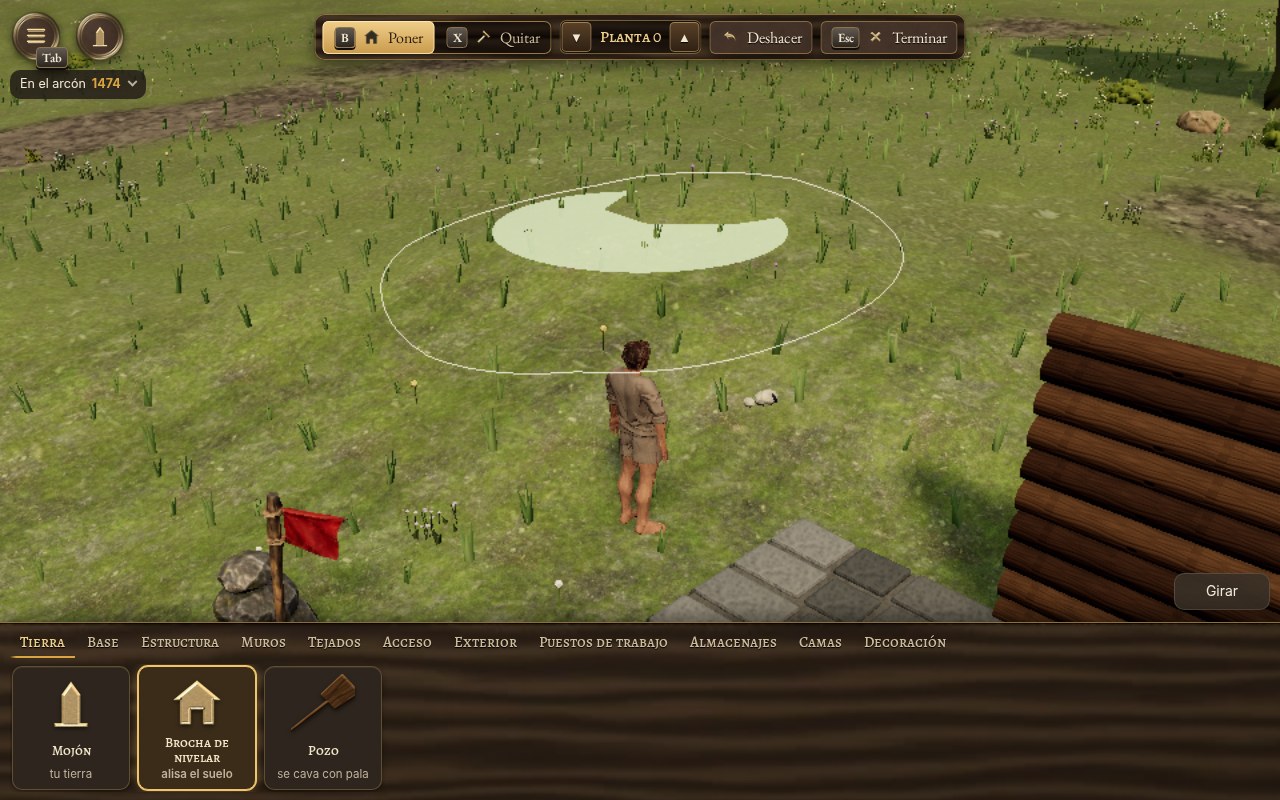 B Poner
X Quitar
▼ Planta 0 ▲
Deshacer
Esc ✕ Terminar
Tab
En el arcón 1474
Girar
Tierra Base Estructura Muros Tejados Acceso Exterior Puestos de trabajo Almacenajes Camas Decoración
Mojón
tu tierra
Brocha de
nivelar
alisa el suelo
Pozo
se cava con pala